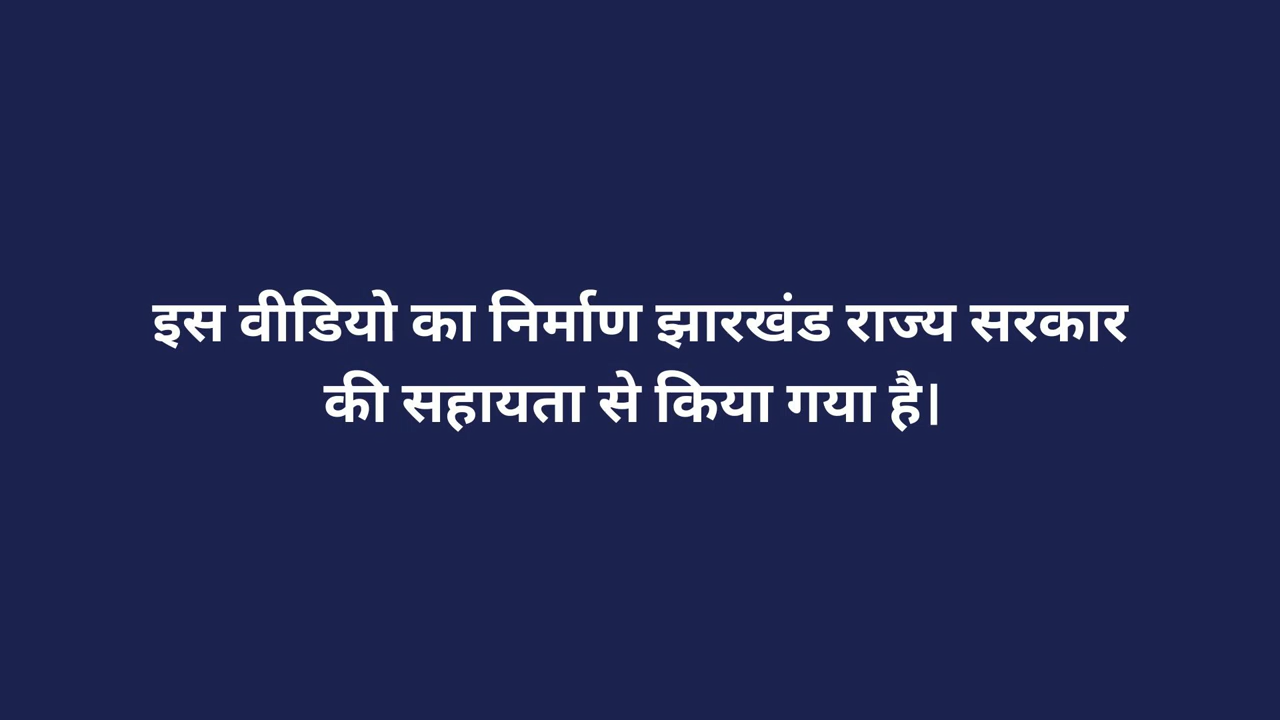 इस वीडियो का निर्माण झारखंड राज्य सरकार
की सहायता से किया गया है।